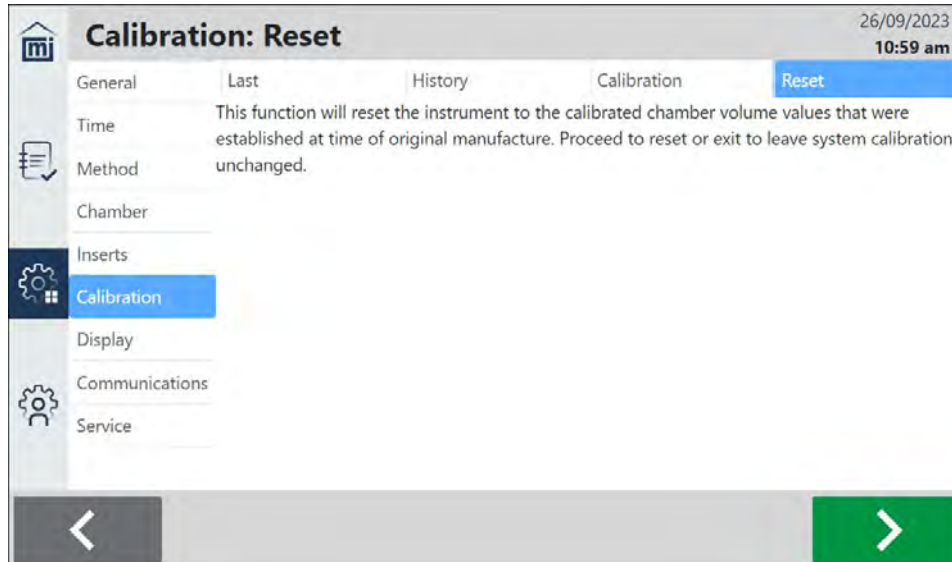 mi
Calibration: Reset
26/09/2023
10:59 am
General
Last
History
Calibration
Reset
This function will reset the instrument to the calibrated chamber volume values that were
established at time of original manufacture. Proceed to reset or exit to leave system calibration
unchanged.
Time
Method
Chamber
Inserts
Calibration
Display
Communications
Service